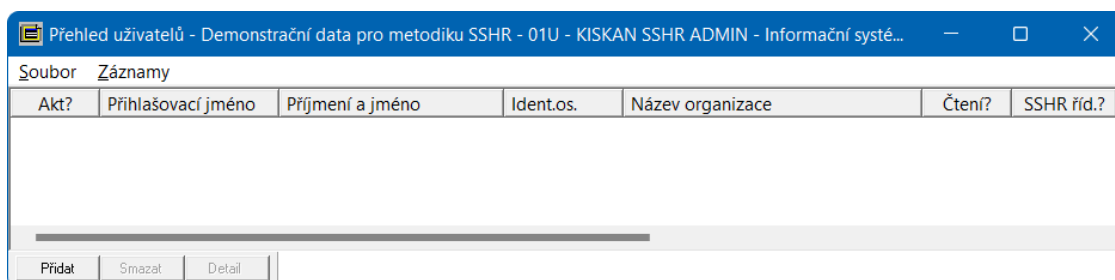 Přehled uživatelů - Demonstrační data pro metodiku SSHR - 01U - KISKAN SSHR ADMIN - Informační systé...
Soubor Záznamy
Akt? Přihlašovací jméno Příjmení a jméno Ident.os. Název organizace Čtení? SSHR říd.?
Přidat Smazat Detail